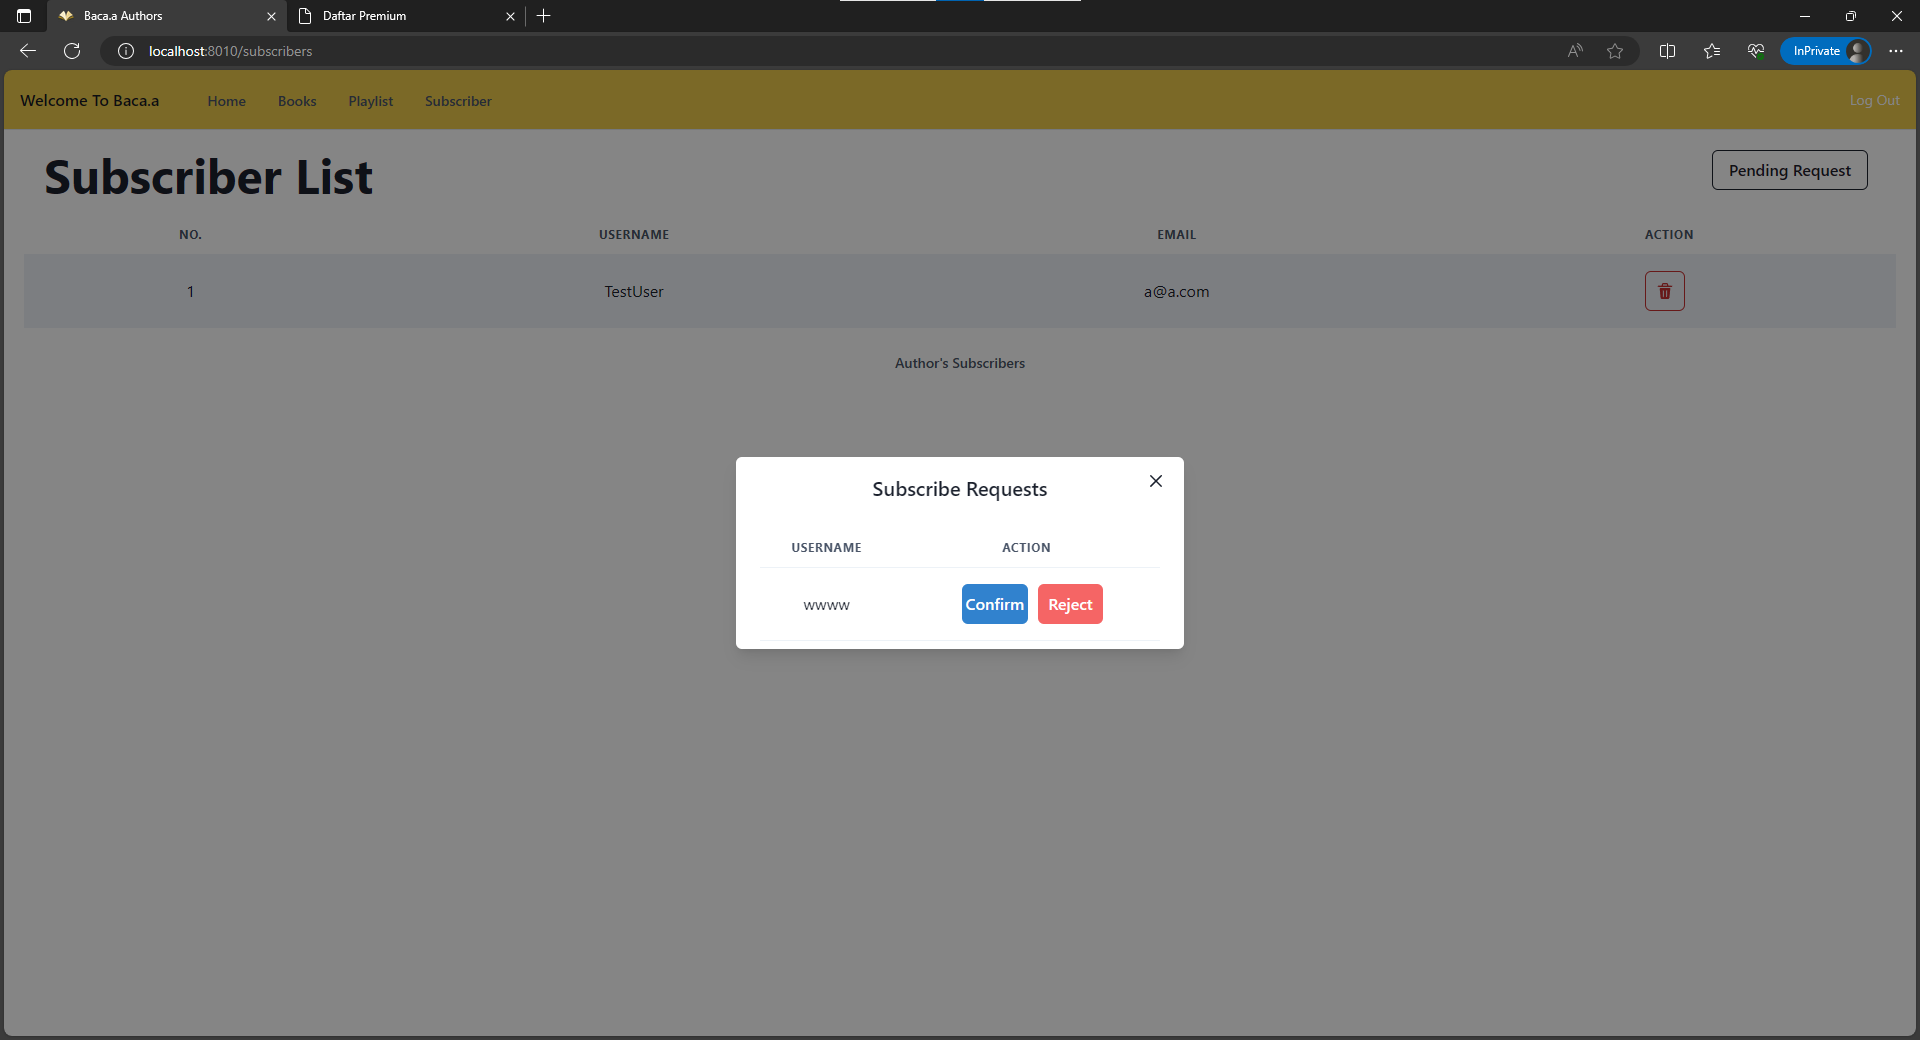 Baca.a Authors
Daftar Premium
localhost:8010/subscribers
InPrivate
Welcome To Baca.a
Home
Books
Playlist
Subscriber
Log Out
Subscriber List
Pending Request
NO.
USERNAME
EMAIL
ACTION
1
TestUser
a@a.com
Author's Subscribers
Subscribe Requests
USERNAME
ACTION
wwww
Confirm
Reject